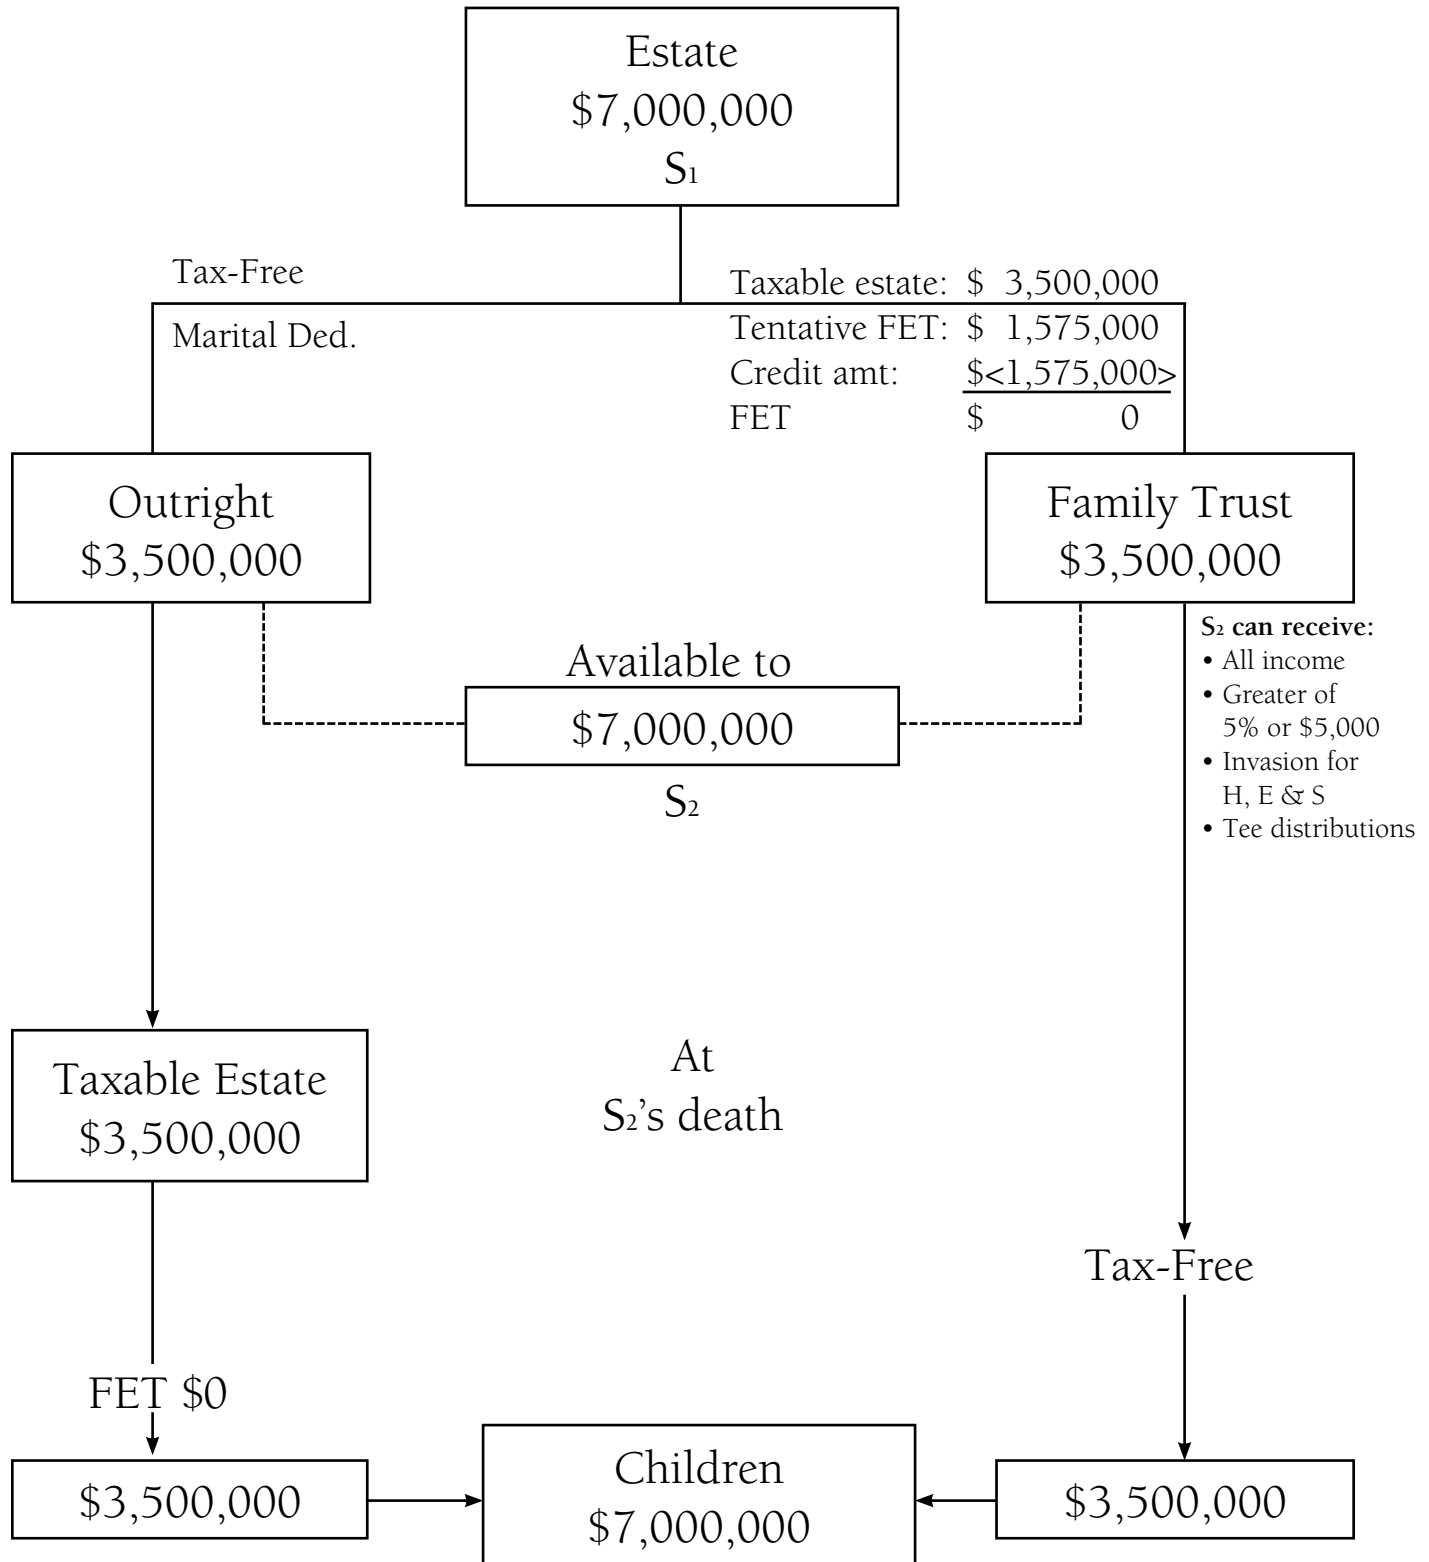 Estate
$7,000,000
S1
Tax-Free
Marital Ded.
Taxable estate: $ 3,500,000
Tentative FET: $ 1,575,000
Credit amt: $<1,575,000>
FET $ 0
Outright
$3,500,000
Family Trust
$3,500,000
Available to
$7,000,000
S2
S2 can receive:
• All income
• Greater of
5% or $5,000
• Invasion for
H, E & S
• Tee distributions
Taxable Estate
$3,500,000
At
S2’s death
Tax-Free
FET $0
$3,500,000
Children
$7,000,000
$3,500,000